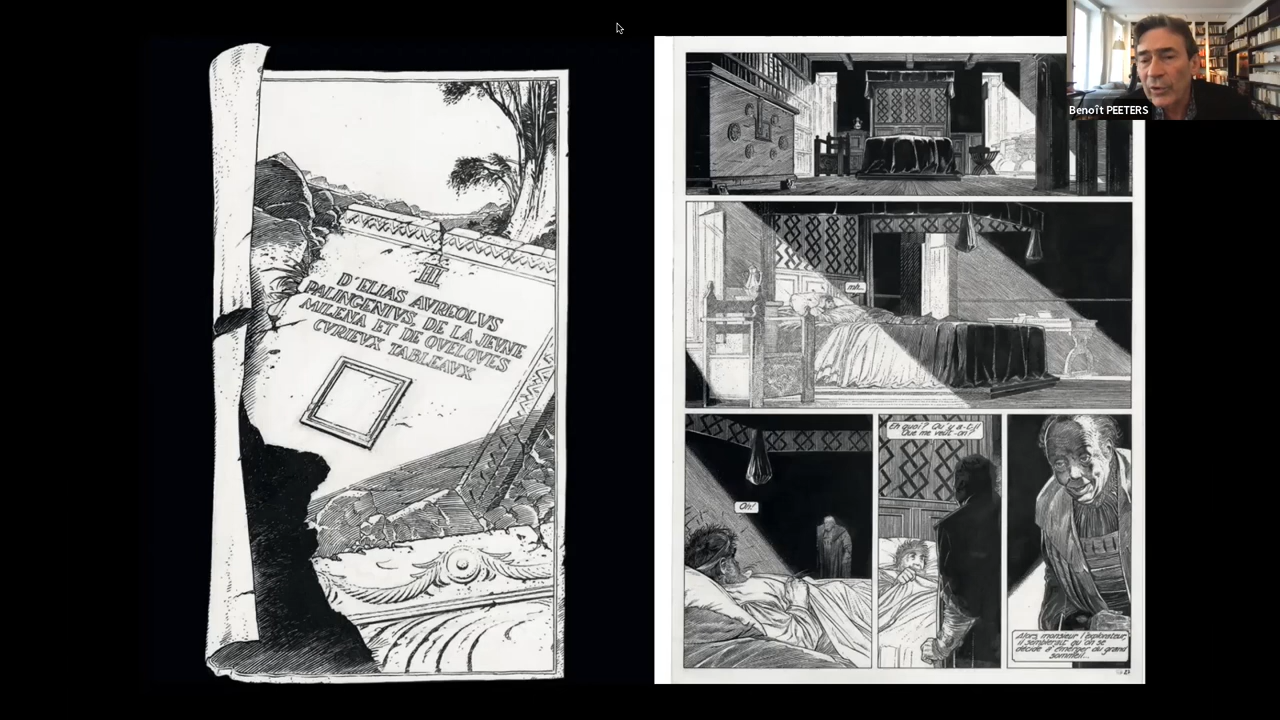 III
D'ELIAS AVREOLVS
PALINGENIVS, DE LA JEVNE
MILENA ET DE QVELQVES
CVRIEVX TABLEAVX
mh...
Oh!
Eh quoi? Qu'y a-t-il?
Que me veut-on?
Alors monsieur l'explorateur,
il semblerait qu'on se
décide à émerger du grand
sommeil...
27
Benoît PEETERS